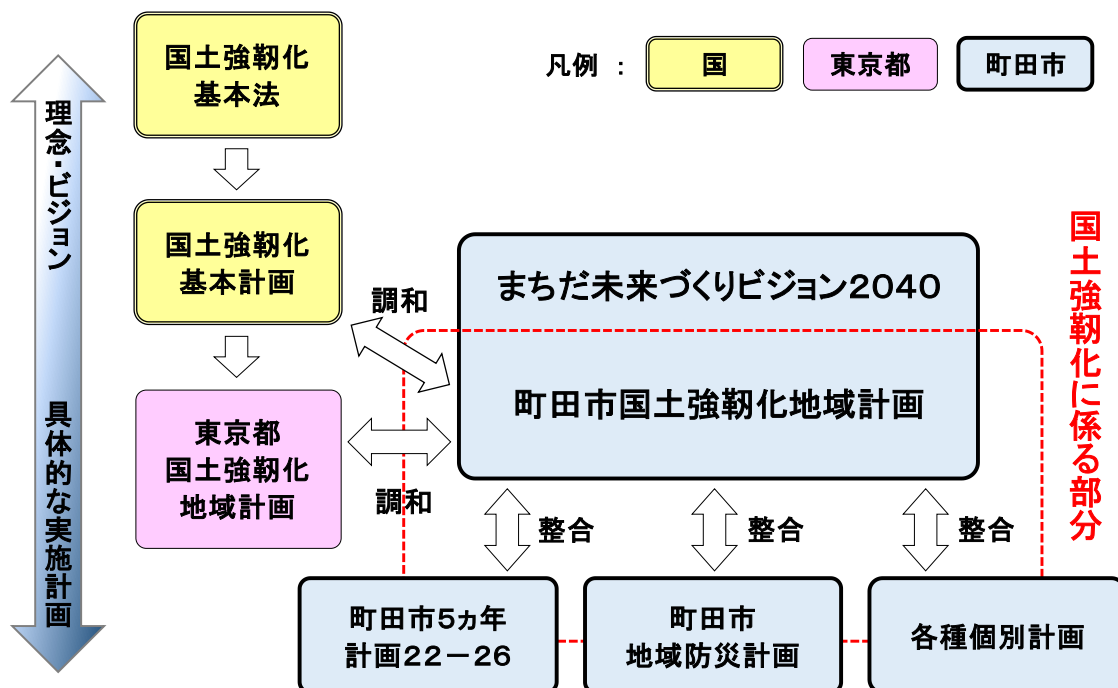 国土強靭化
基本法
凡例 ：
国
東京都
町田市
理念・ビジョン
国土強靭化
基本計画
調和
まちだ未来づくりビジョン2040
町田市国土強靭化地域計画
国土強靭化に係る部分
具体的な実施計画
東京都
国土強靭化
地域計画
調和
整合
整合
整合
町田市5ヵ年
計画22－26
町田市
地域防災計画
各種個別計画